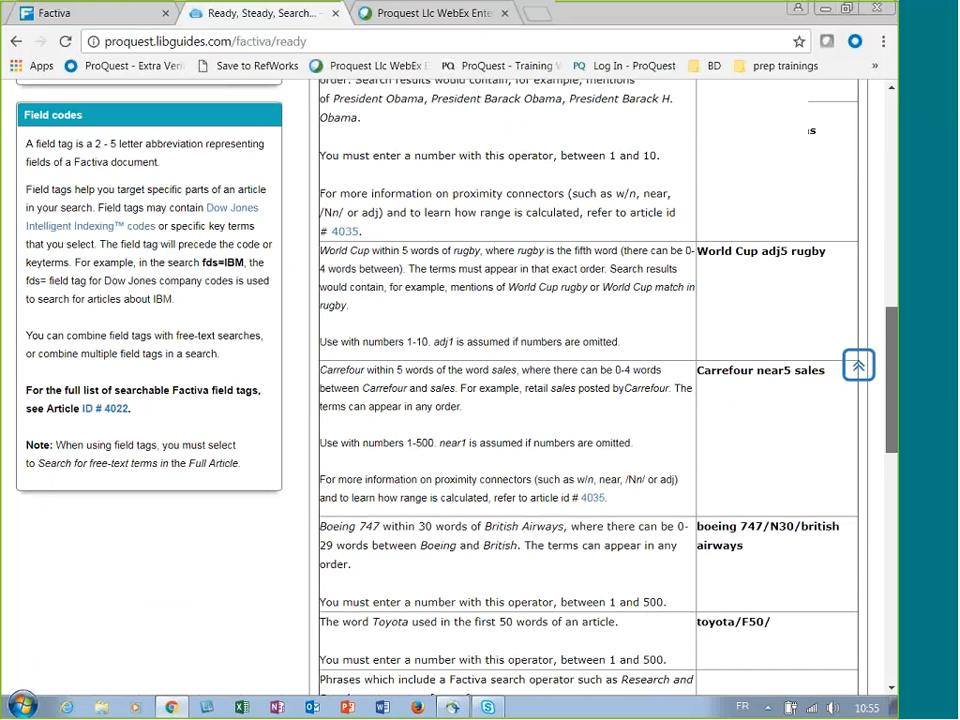 Factiva
Ready, Steady, Search...
Proquest Llc WebEx Ente
proquest.libguides.com/factiva/ready
Apps
ProQuest - Extra Veri
Save to RefWorks
Proquest Llc WebEx E
PQ ProQuest - Training W
PQ Log In - ProQuest
BD
prep trainings
»
Field codes
A field tag is a 2 - 5 letter abbreviation representing
fields of a Factiva document.
Field tags help you target specific parts of an article
in your search. Field tags may contain Dow Jones
Intelligent Indexing™ codes or specific key terms
that you select. The field tag will precede the code or
keyterms. For example, in the search fds=IBM, the
fds= field tag for Dow Jones company codes is used
to search for articles about IBM.
You can combine field tags with free-text searches,
or combine multiple field tags in a search.
For the full list of searchable Factiva field tags,
see Article ID # 4022.
Note: When using field tags, you must select
to Search for free-text terms in the Full Article.
order. Search results would contain, for example, mentions
of President Obama, President Barack Obama, President Barack H.
Obama.
You must enter a number with this operator, between 1 and 10.
For more information on proximity connectors (such as w/n, near,
/Nn/ or adj) and to learn how range is calculated, refer to article id
# 4035.
World Cup within 5 words of rugby, where rugby is the fifth word (there can be 0-
4 words between). The terms must appear in that exact order. Search results
would contain, for example, mentions of World Cup rugby or World Cup match in
rugby.
Use with numbers 1-10. adj1 is assumed if numbers are omitted.
World Cup adj5 rugby
Carrefour within 5 words of the word sales, where there can be 0-4 words
between Carrefour and sales. For example, retail sales posted byCarrefour. The
terms can appear in any order.
Use with numbers 1-500. near1 is assumed if numbers are omitted.
For more information on proximity connectors (such as w/n, near, /Nn/ or adj)
and to learn how range is calculated, refer to article id # 4035.
Carrefour near5 sales
Boeing 747 within 30 words of British Airways, where there can be 0-
29 words between Boeing and British. The terms can appear in any
order.
You must enter a number with this operator, between 1 and 500.
boeing 747/N30/british
airways
The word Toyota used in the first 50 words of an article.
You must enter a number with this operator, between 1 and 500.
toyota/F50/
Phrases which include a Factiva search operator such as Research and
FR
10:55